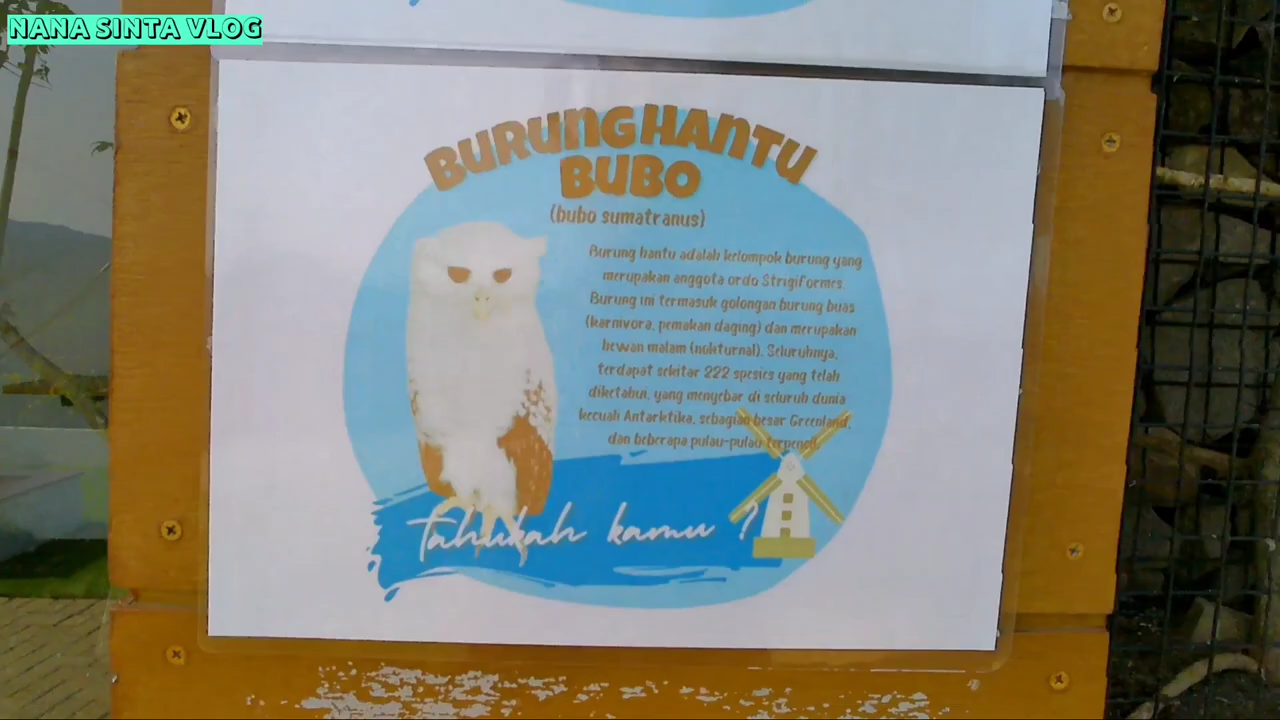 NANA SINTA VLOG
BURUNG HANTU
BUBO
(bubo sumatranus)
Burung hantu adalah kelompok burung yang
merupakan anggota ordo Strigiformes.
Burung ini termasuk golongan burung buas
(karnivora, pemakan daging) dan merupakan
hewan malam (nokturnal). Seluruhnya,
terdapat sekitar 222 spesies yang telah
diketahui, yang menyebar di seluruh dunia
kecuali Antarktika, sebagian besar Greenland,
dan beberapa pulau-pulau terpencil.
Tahukah kamu ?